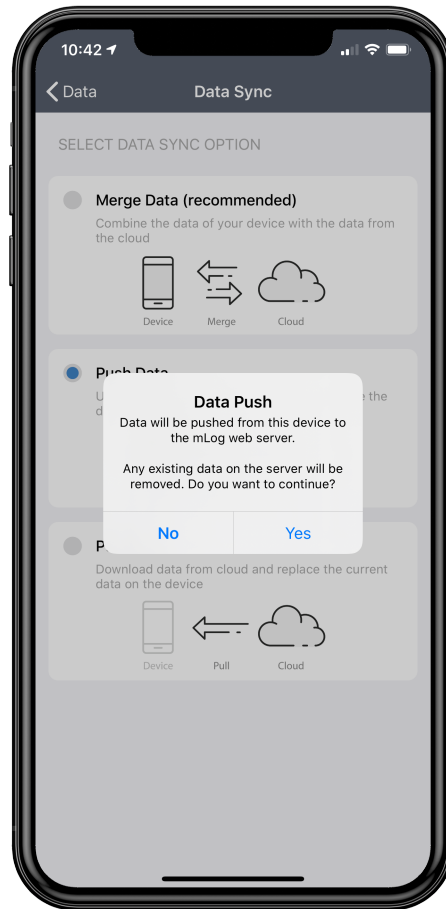 10:42
Data
Data Sync
SELECT DATA SYNC OPTION
Merge Data (recommended)
Combine the data of your device with the data from
the cloud
Device
Merge
Cloud
Push Data
the
Data Push
Data will be pushed from this device to
the mLog web server.
Any existing data on the server will be
removed. Do you want to continue?
No
Yes
Download data from cloud and replace the current
data on the device
Device
Pull
Cloud